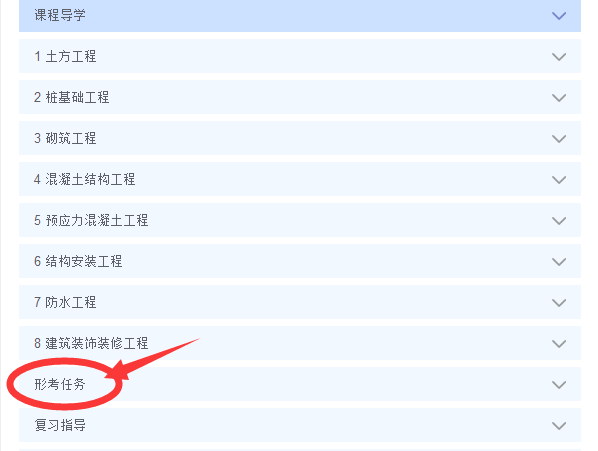 课程导学
1 土方工程
2 桩基础工程
3 砌筑工程
4 混凝土结构工程
5 预应力混凝土工程
6 结构安装工程
7 防水工程
8 建筑装饰装修工程
形考任务
复习指导